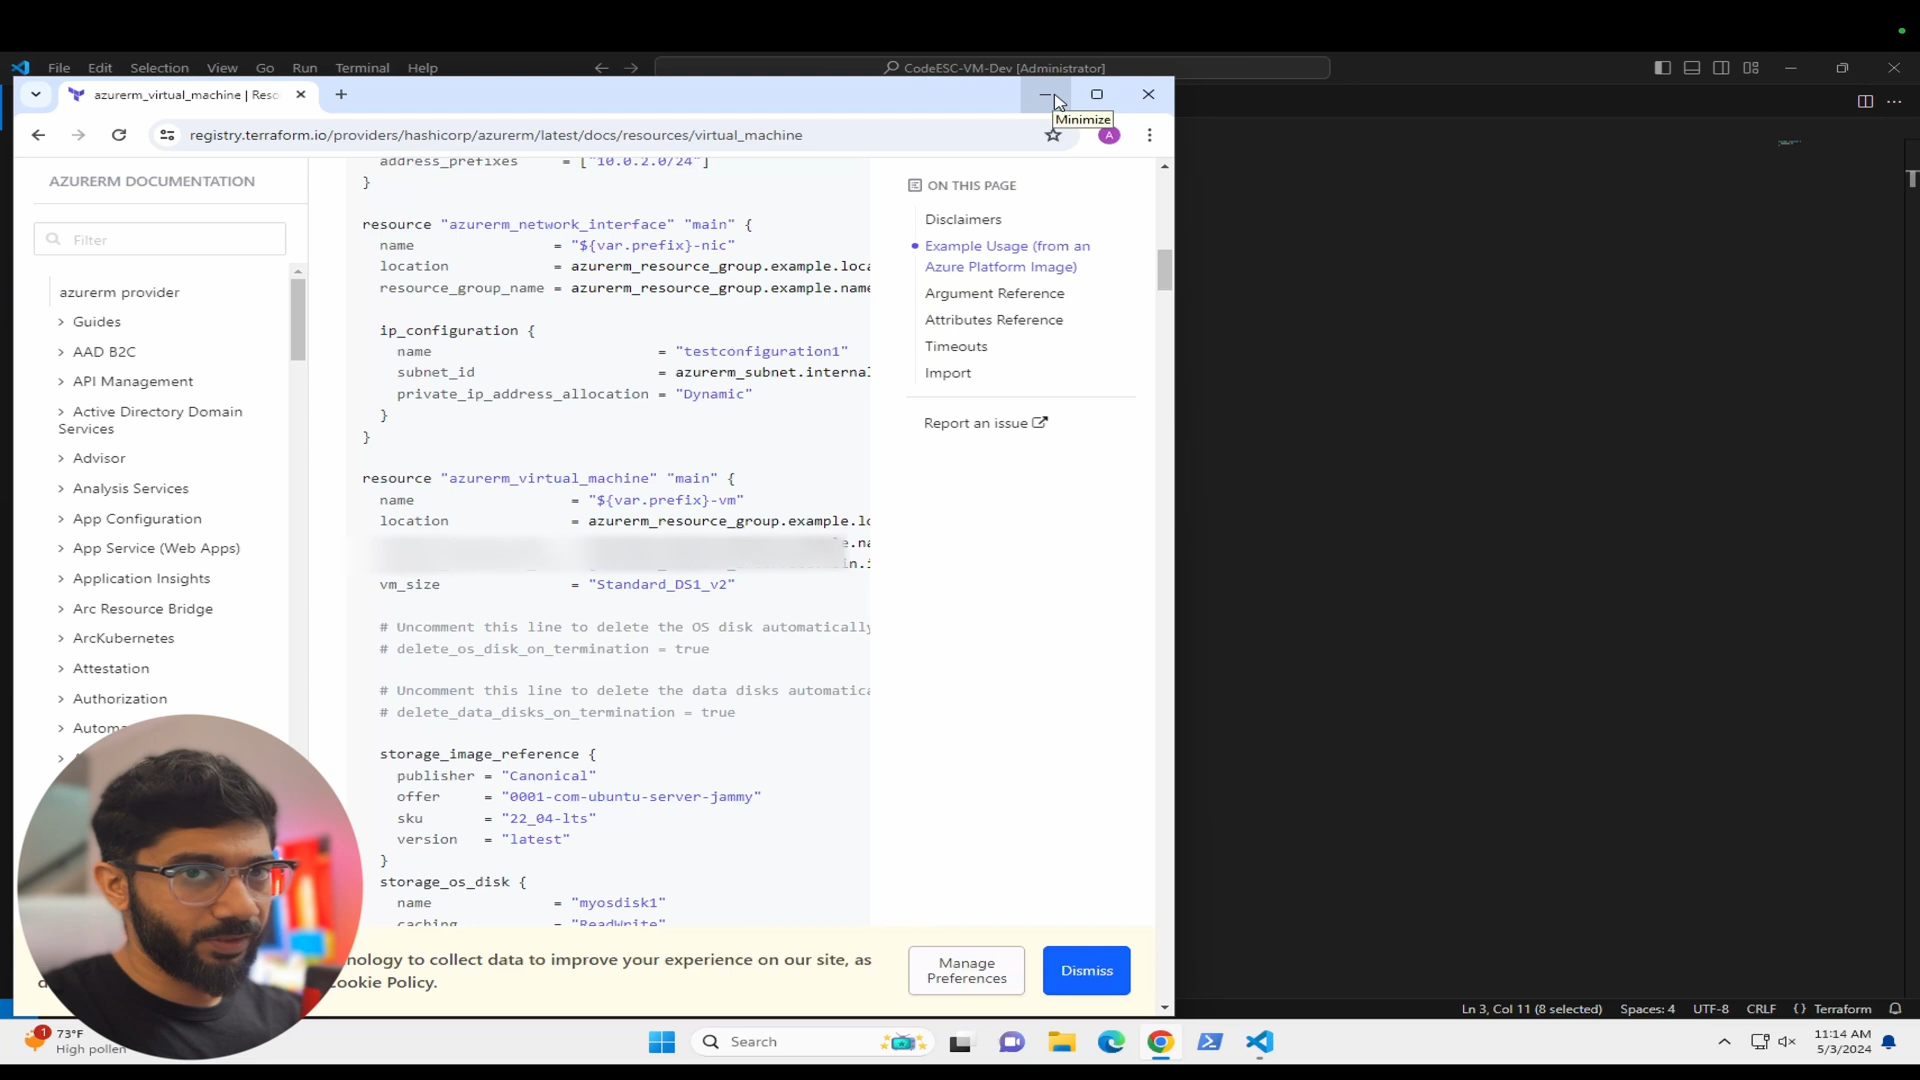 File Edit Selection View Go Run Terminal Help
CodeESC-VM-Dev [Administrator]
azurerm_virtual_machine | Reso
Minimize
registry.terraform.io/providers/hashicorp/azurerm/latest/docs/resources/virtual_machine
A
AZURERM DOCUMENTATION
Filter
azurerm provider
Guides
AAD B2C
API Management
Active Directory Domain
Services
Advisor
Analysis Services
App Configuration
App Service (Web Apps)
Application Insights
Arc Resource Bridge
ArcKubernetes
Attestation
Authorization
address_prefixes = ["10.0.2.0/24"]
}
resource "azurerm_network_interface" "main" {
name = "${var.prefix}-nic"
location = azurerm_resource_group.example.loca
resource_group_name = azurerm_resource_group.example.name
ip_configuration {
name = "testconfiguration1"
subnet_id = azurerm_subnet.internal
private_ip_address_allocation = "Dynamic"
}
}
resource "azurerm_virtual_machine" "main" {
name = "${var.prefix}-vm"
location = azurerm_resource_group.example.lo
vm_size = "Standard_DS1_v2"
# Uncomment this line to delete the OS disk automatically
# delete_os_disk_on_termination = true
# Uncomment this line to delete the data disks automatica
# delete_data_disks_on_termination = true
storage_image_reference {
publisher = "Canonical"
offer = "0001-com-ubuntu-server-jammy"
sku = "22_04-lts"
version = "latest"
}
storage_os_disk {
name = "myosdisk1"
caching = "ReadWrite"
ON THIS PAGE
Disclaimers
Example Usage (from an
Azure Platform Image)
Argument Reference
Attributes Reference
Timeouts
Import
Report an issue
nology to collect data to improve your experience on our site, as
ookie Policy.
Manage
Preferences
Dismiss
Ln 3, Col 11 (8 selected) Spaces: 4 UTF-8 CRLF {} Terraform
1
73°F
High pollen
Search
11:14 AM
5/3/2024